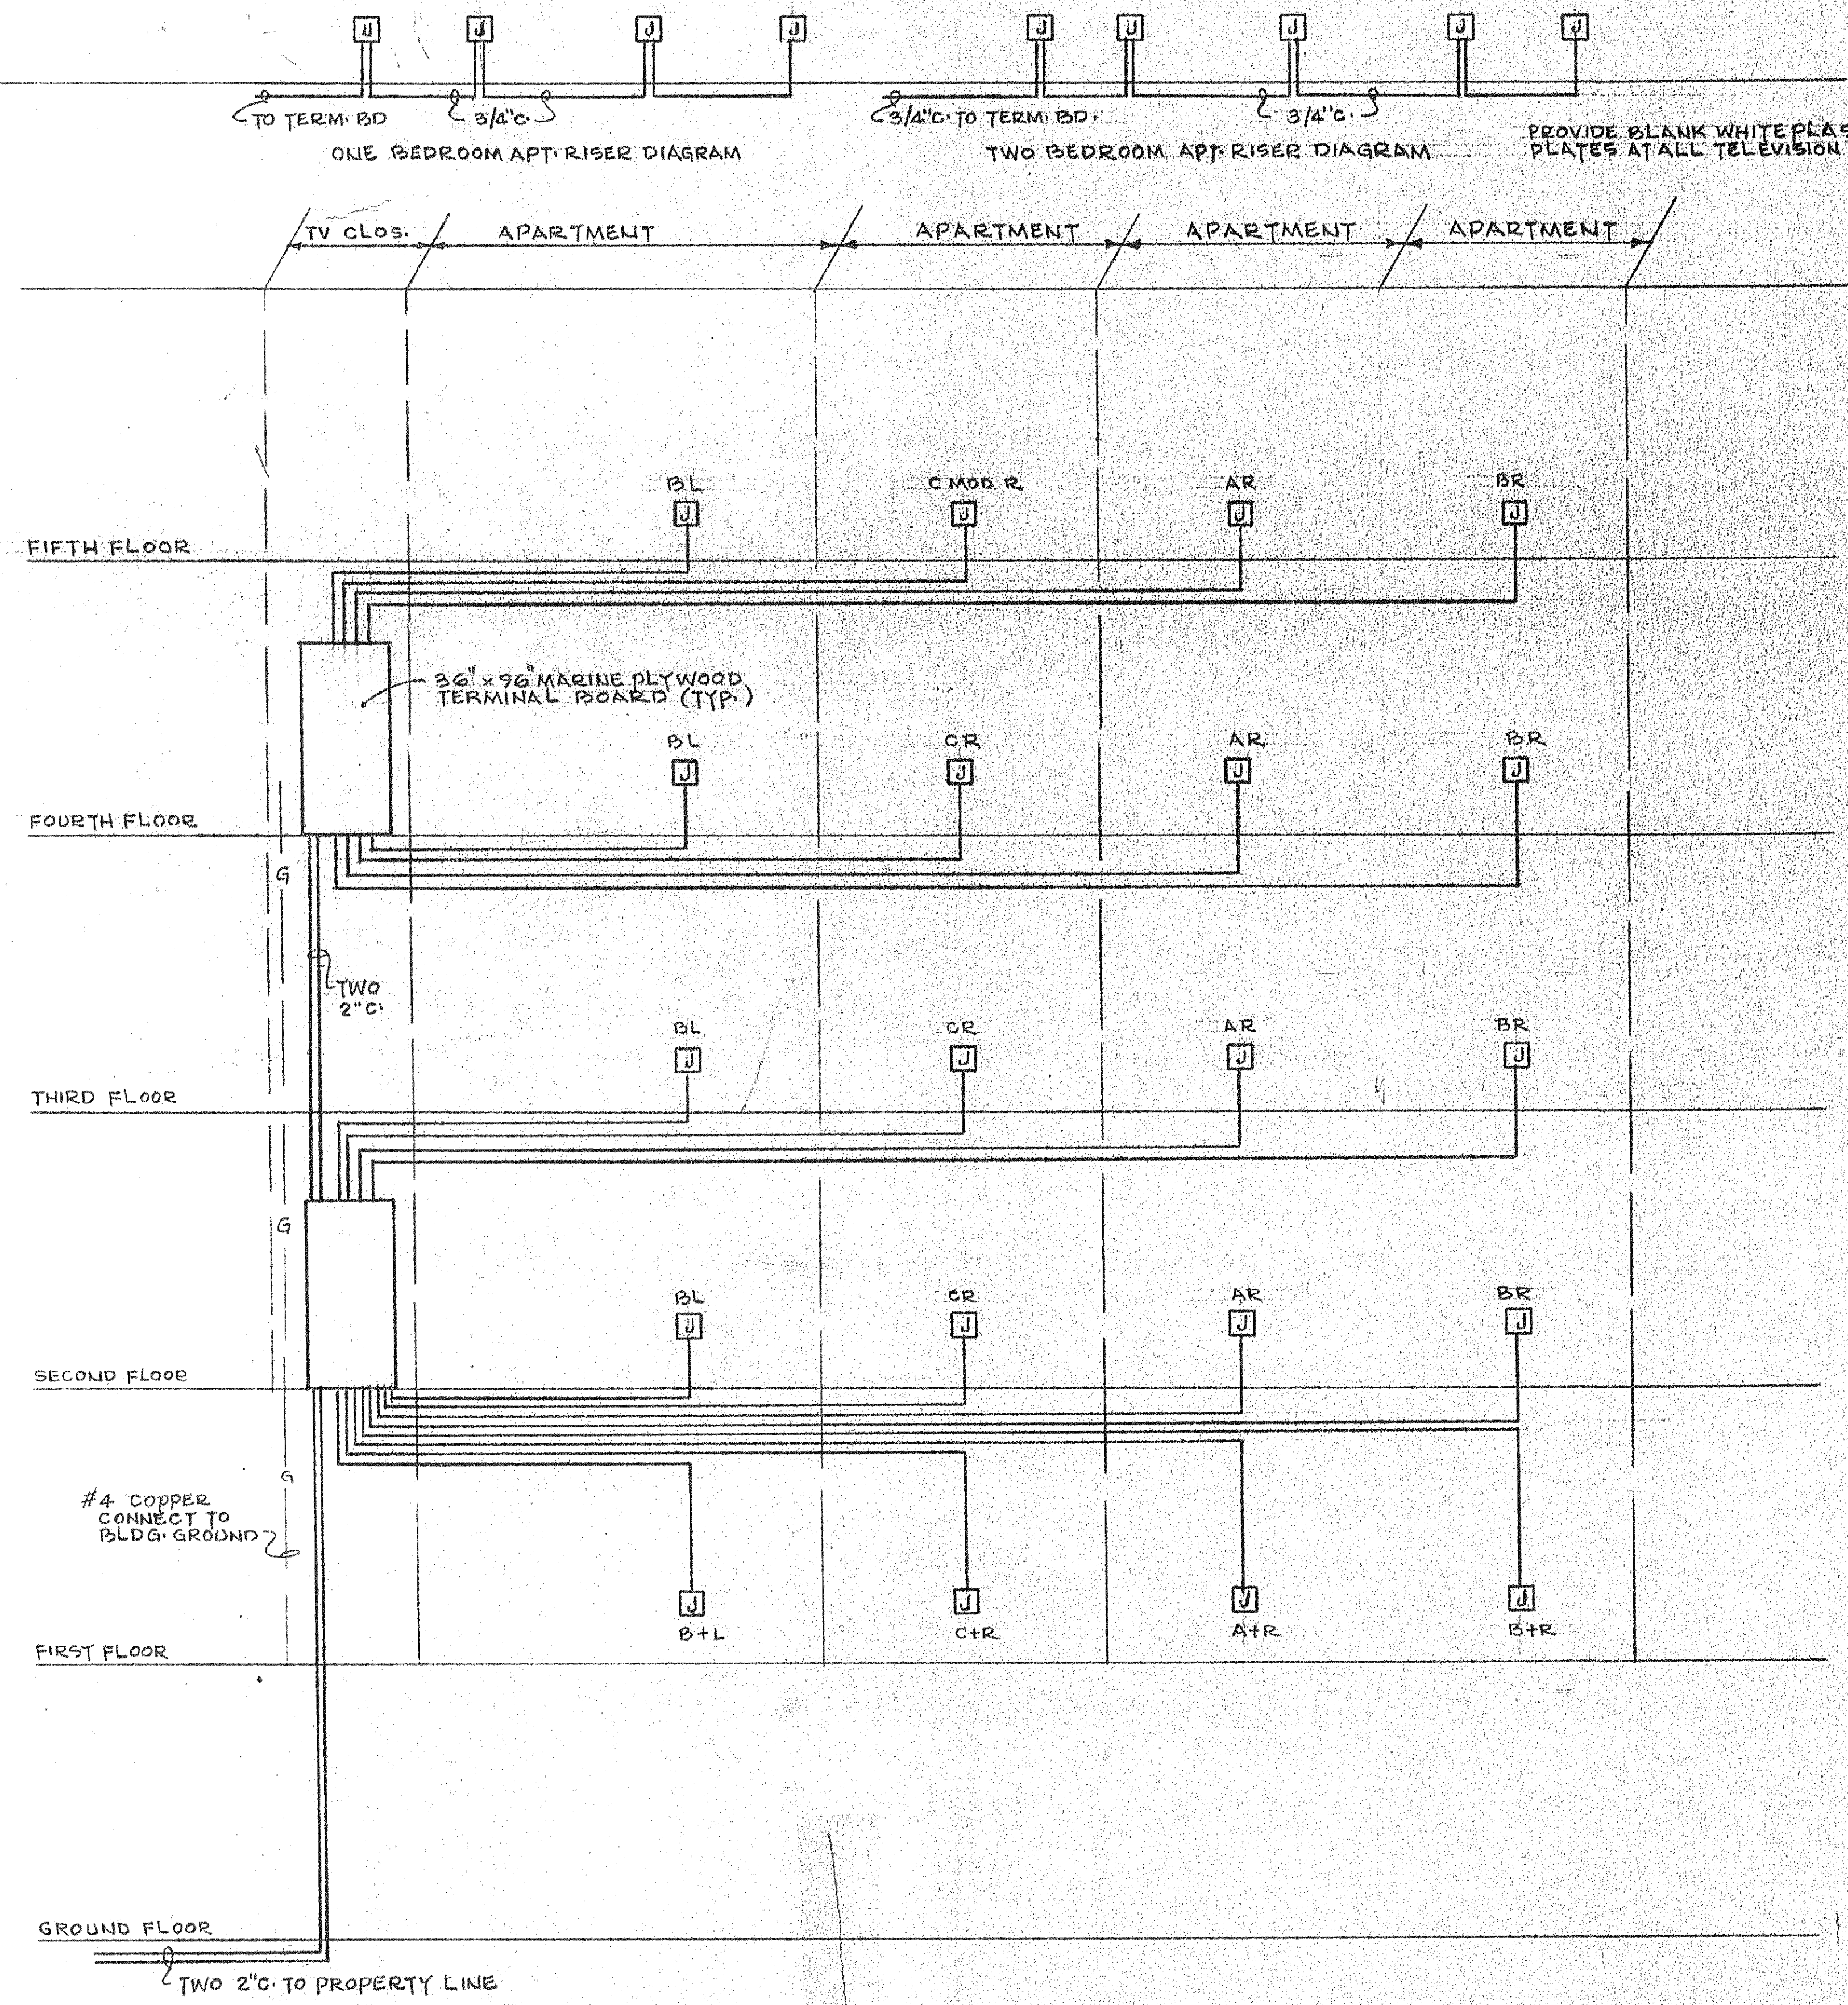 J J J J J J J J J
TO TERM. BD 3/4"C. 3/4"C. TO TERM. BD. 3/4"C.
ONE BEDROOM APT. RISER DIAGRAM
TWO BEDROOM APT. RISER DIAGRAM
PROVIDE BLANK WHITE PLAS
PLATES AT ALL TELEVISION
TV CLOS. APARTMENT APARTMENT APARTMENT APARTMENT
BL C MOD R AR BR
J J J J
FIFTH FLOOR
36" x 96" MARINE PLYWOOD
TERMINAL BOARD (TYP.)
BL CR AR BR
J J J J
FOURTH FLOOR
G
TWO
2"C.
BL CR AR BR
J J J J
THIRD FLOOR
G
BL CR AR BR
J J J J
SECOND FLOOR
G
#4 COPPER
CONNECT TO
BLDG. GROUND
J J J J
B+L C+R A+R B+R
FIRST FLOOR
GROUND FLOOR
TWO 2"C. TO PROPERTY LINE